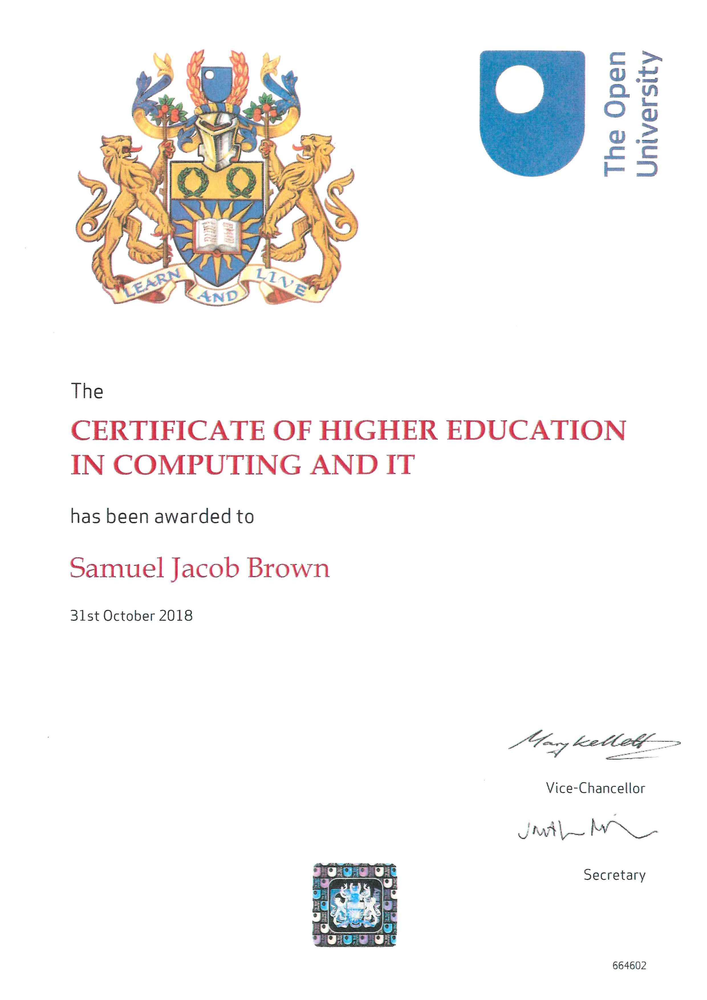 LEARN AND LIVE
The Open
University
The
CERTIFICATE OF HIGHER EDUCATION
IN COMPUTING AND IT
has been awarded to
Samuel Jacob Brown
31st October 2018
Mary Kellett
Vice-Chancellor
Secretary
664602